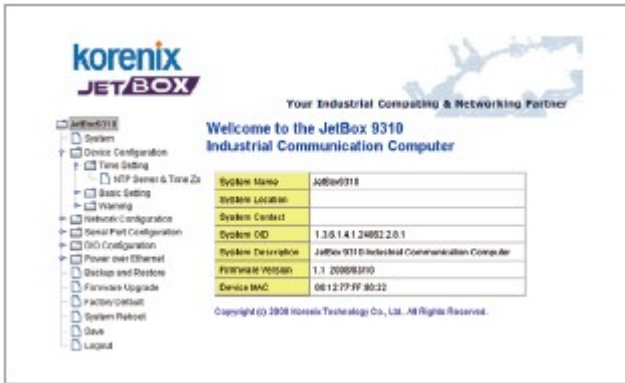 korenix
JETBOX
Your Industrial Computing & Networking Partner
JetBox9310
System
Device Configuration
Time Setting
NTP Server & Time Zo
Basic Setting
Warning
Network Configuration
Serial Port Configuration
DIO Configuration
Power over Ethernet
Backup and Restore
Firmware Upgrade
Factory Default
System Reboot
Save
Logout
Welcome to the JetBox 9310
Industrial Communication Computer
System Name JetBox9310
System Location
System Contact
System OID 1.3.6.1.4.1.24062.2.8.1
System Description JetBox 9310 Industrial Communication Computer
Firmware Version 1.1 2008/03/10
Device MAC 00:12:77:FF:80:22
Copyright (c) 2008 Korenix Technology Co., Ltd. All Rights Reserved.